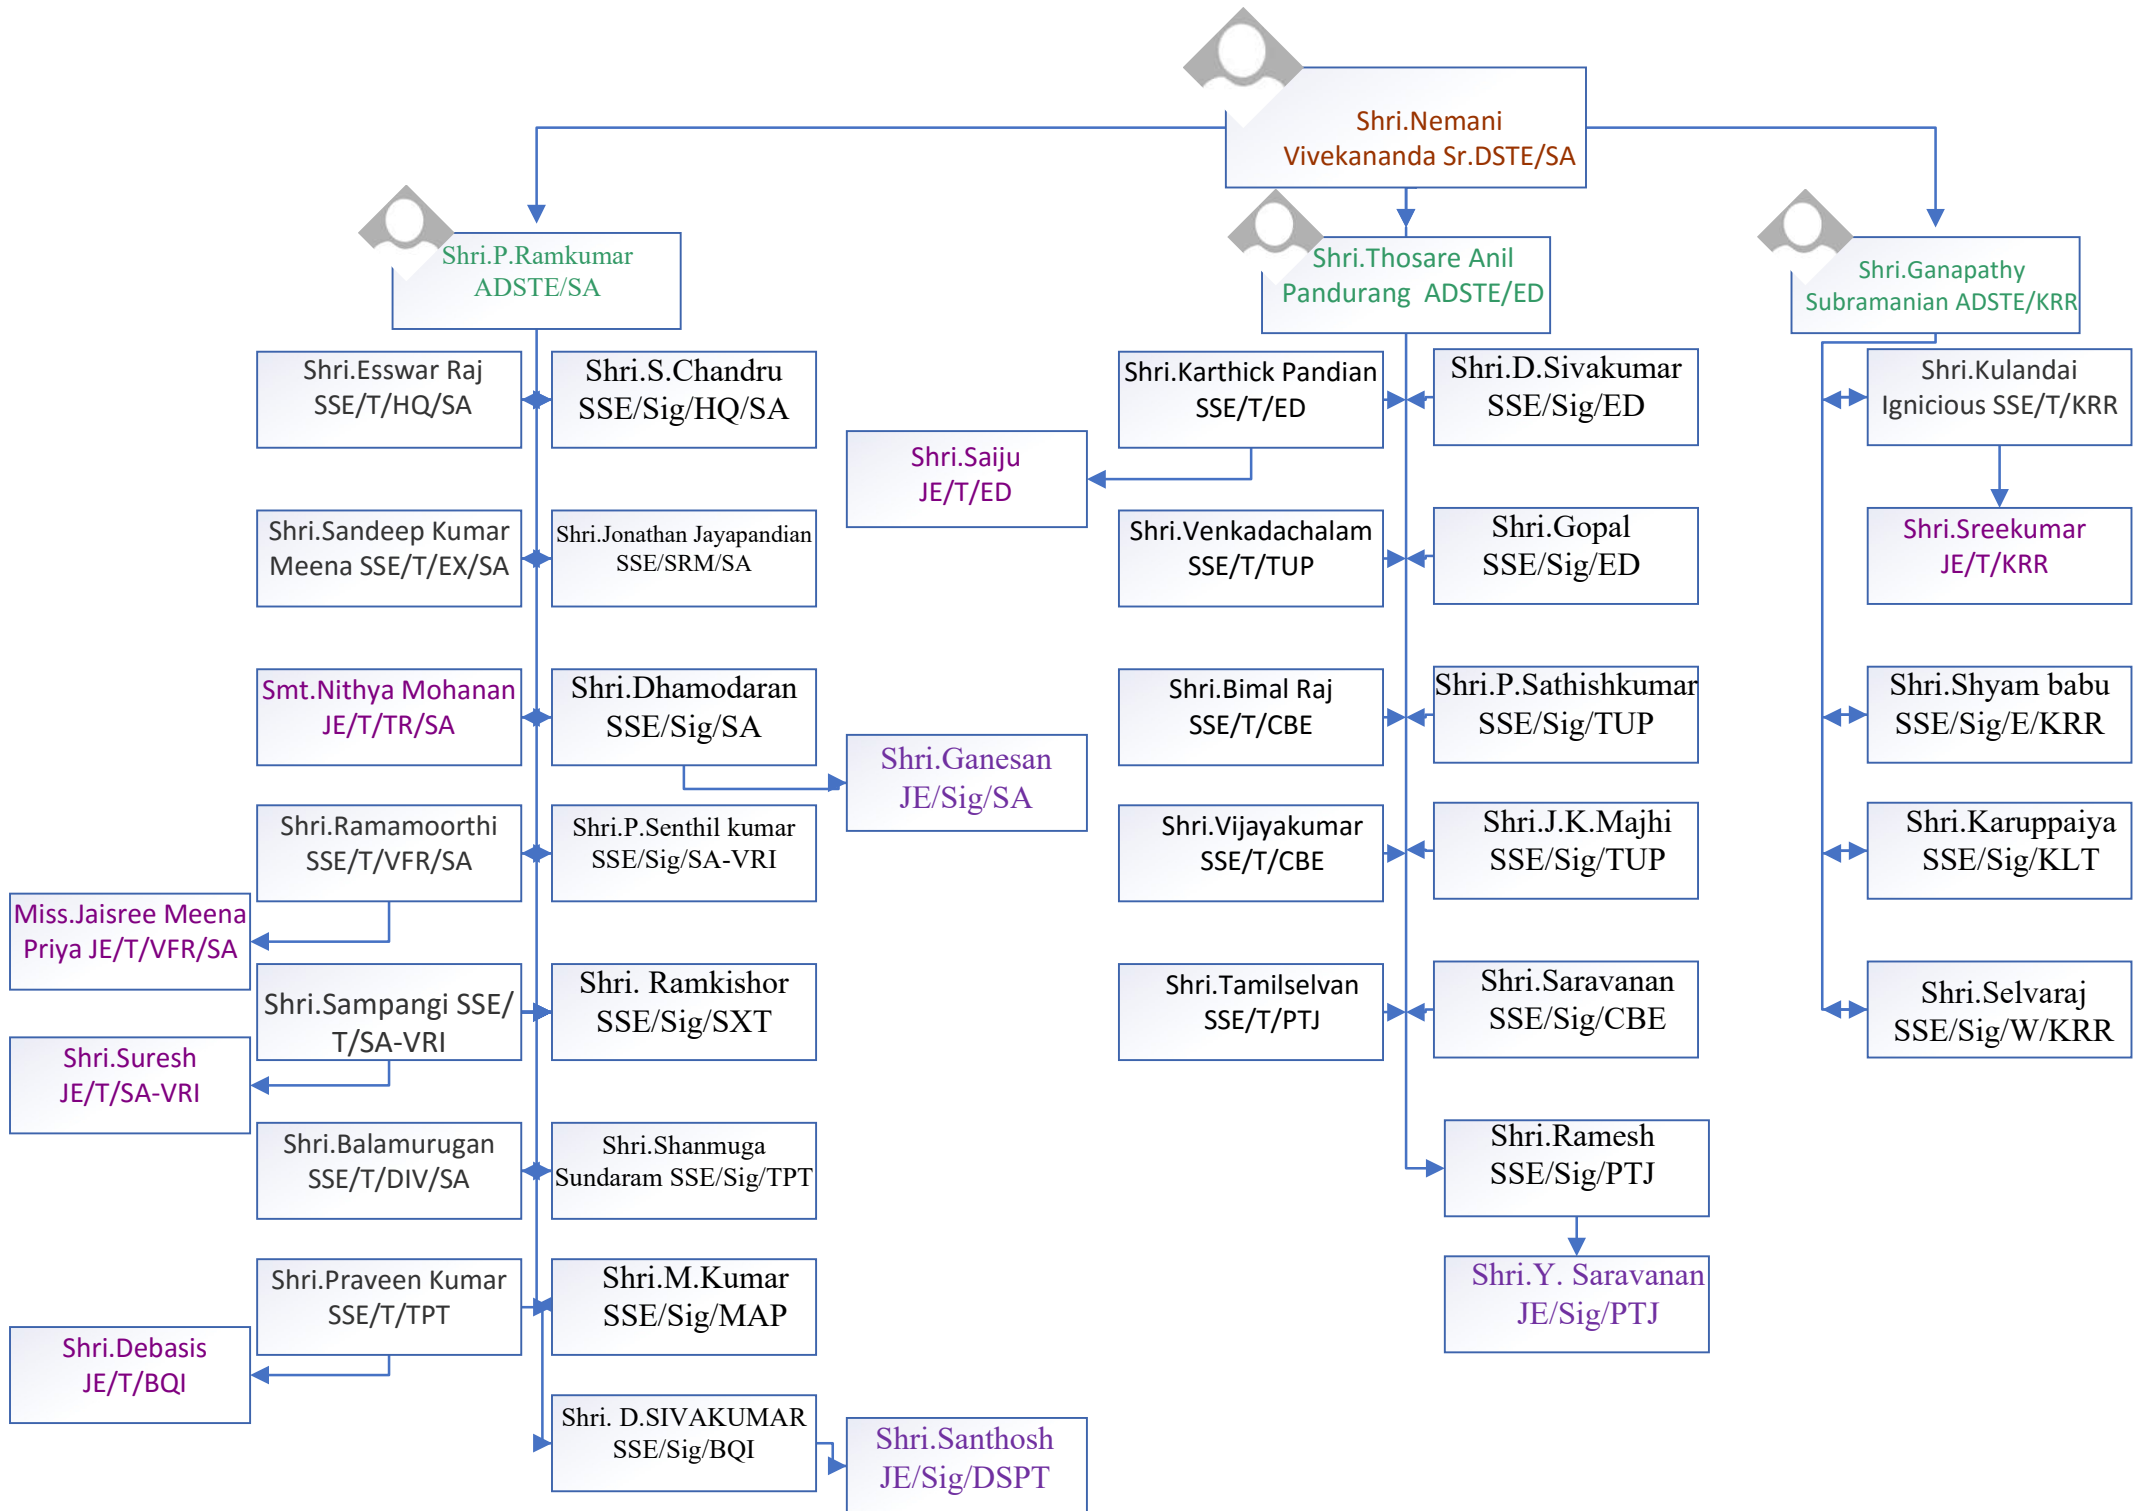 Shri.Nemani
Vivekananda Sr.DSTE/SA
Shri.P.Ramkumar
ADSTE/SA
Shri.Thosare Anil
Pandurang ADSTE/ED
Shri.Ganapathy
Subramanian ADSTE/KRR
Shri.Esswar Raj
SSE/T/HQ/SA
Shri.S.Chandru
SSE/Sig/HQ/SA
Shri.Sandeep Kumar
Meena SSE/T/EX/SA
Shri.Jonathan Jayapandian
SSE/SRM/SA
Smt.Nithya Mohanan
JE/T/TR/SA
Shri.Dhamodaran
SSE/Sig/SA
Shri.Ganesan
JE/Sig/SA
Shri.Ramamoorthi
SSE/T/VFR/SA
Shri.P.Senthil kumar
SSE/Sig/SA-VRI
Miss.Jaisree Meena
Priya JE/T/VFR/SA
Shri.Sampangi SSE/
T/SA-VRI
Shri. Ramkishor
SSE/Sig/SXT
Shri.Suresh
JE/T/SA-VRI
Shri.Balamurugan
SSE/T/DIV/SA
Shri.Shanmuga
Sundaram SSE/Sig/TPT
Shri.Praveen Kumar
SSE/T/TPT
Shri.M.Kumar
SSE/Sig/MAP
Shri.Debasis
JE/T/BQI
Shri. D.SIVAKUMAR
SSE/Sig/BQI
Shri.Santhosh
JE/Sig/DSPT
Shri.Karthick Pandian
SSE/T/ED
Shri.D.Sivakumar
SSE/Sig/ED
Shri.Saiju
JE/T/ED
Shri.Venkadachalam
SSE/T/TUP
Shri.Gopal
SSE/Sig/ED
Shri.Bimal Raj
SSE/T/CBE
Shri.P.Sathishkumar
SSE/Sig/TUP
Shri.Vijayakumar
SSE/T/CBE
Shri.J.K.Majhi
SSE/Sig/TUP
Shri.Tamilselvan
SSE/T/PTJ
Shri.Saravanan
SSE/Sig/CBE
Shri.Ramesh
SSE/Sig/PTJ
Shri.Y. Saravanan
JE/Sig/PTJ
Shri.Kulandai
Ignicious SSE/T/KRR
Shri.Sreekumar
JE/T/KRR
Shri.Shyam babu
SSE/Sig/E/KRR
Shri.Karuppaiya
SSE/Sig/KLT
Shri.Selvaraj
SSE/Sig/W/KRR